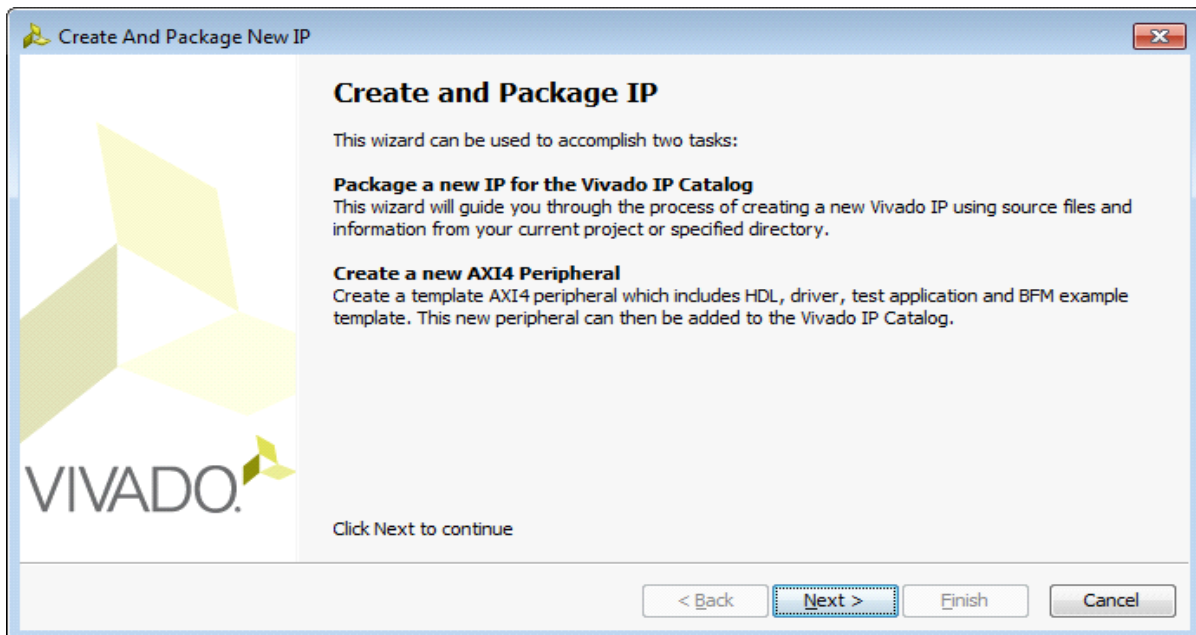 Create And Package New IP
Create and Package IP
This wizard can be used to accomplish two tasks:
Package a new IP for the Vivado IP Catalog
This wizard will guide you through the process of creating a new Vivado IP using source files and
information from your current project or specified directory.
Create a new AXI4 Peripheral
Create a template AXI4 peripheral which includes HDL, driver, test application and BFM example
template. This new peripheral can then be added to the Vivado IP Catalog.
VIVADO.
Click Next to continue
< Back
Next >
Finish
Cancel